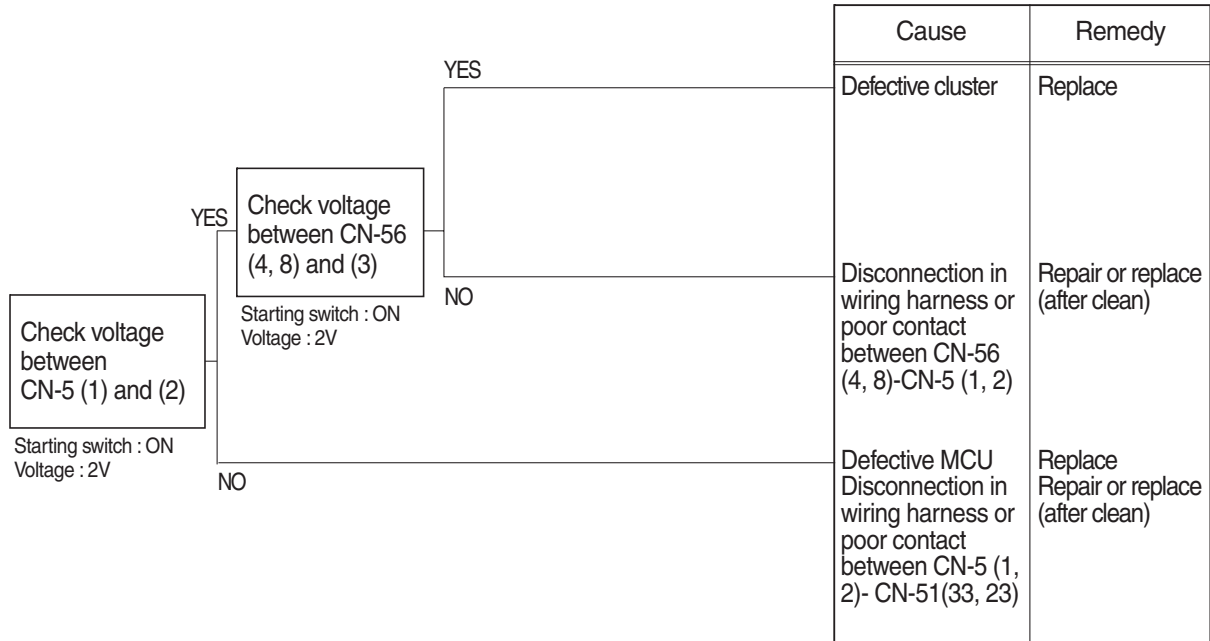 Cause
Remedy
YES
Defective cluster
Replace
YES
Check voltage
between CN-56
(4, 8) and (3)
Starting switch : ON
Voltage : 2V
NO
Disconnection in
wiring harness or
poor contact
between CN-56
(4, 8)-CN-5 (1, 2)
Repair or replace
(after clean)
Check voltage
between
CN-5 (1) and (2)
Starting switch : ON
Voltage : 2V
NO
Defective MCU
Disconnection in
wiring harness or
poor contact
between CN-5 (1,
2)- CN-51(33, 23)
Replace
Repair or replace
(after clean)